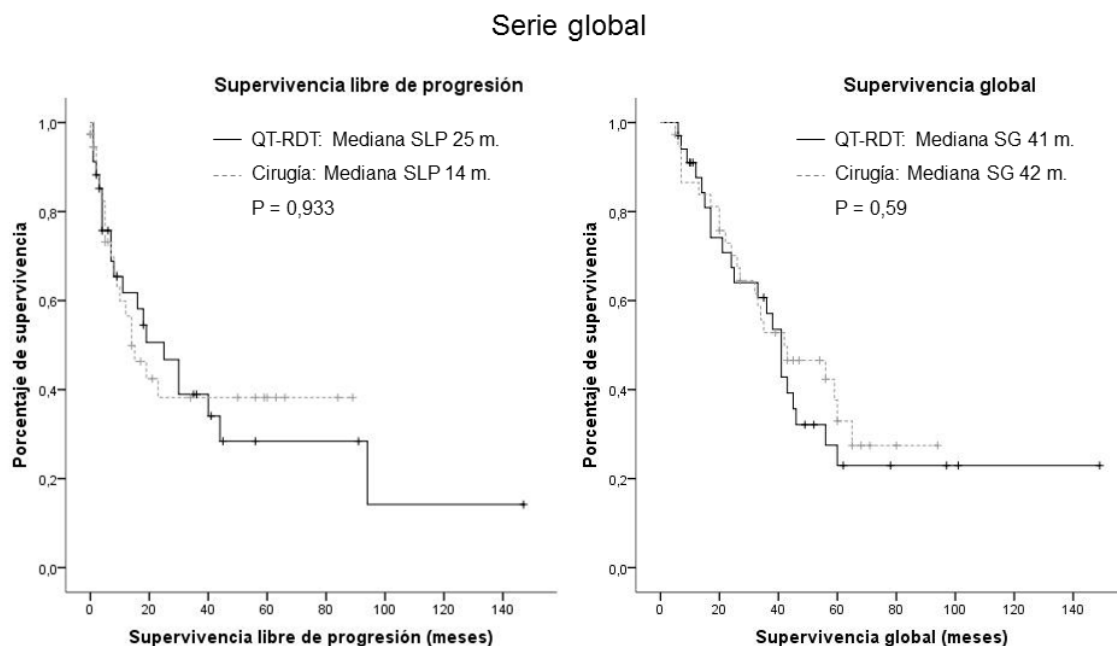 Serie global
Supervivencia libre de progresión
QT-RDT: Mediana SLP 25 m.
Cirugía: Mediana SLP 14 m.
P = 0,933
Porcentaje de supervivencia
1,0
0,8
0,6
0,4
0,2
0,0
0 20 40 60 80 100 120 140
Supervivencia libre de progresión (meses)
Supervivencia global
QT-RDT: Mediana SG 41 m.
Cirugía: Mediana SG 42 m.
P = 0,59
Porcentaje de supervivencia
1,0
0,8
0,6
0,4
0,2
0,0
0 20 40 60 80 100 120 140
Supervivencia global (meses)